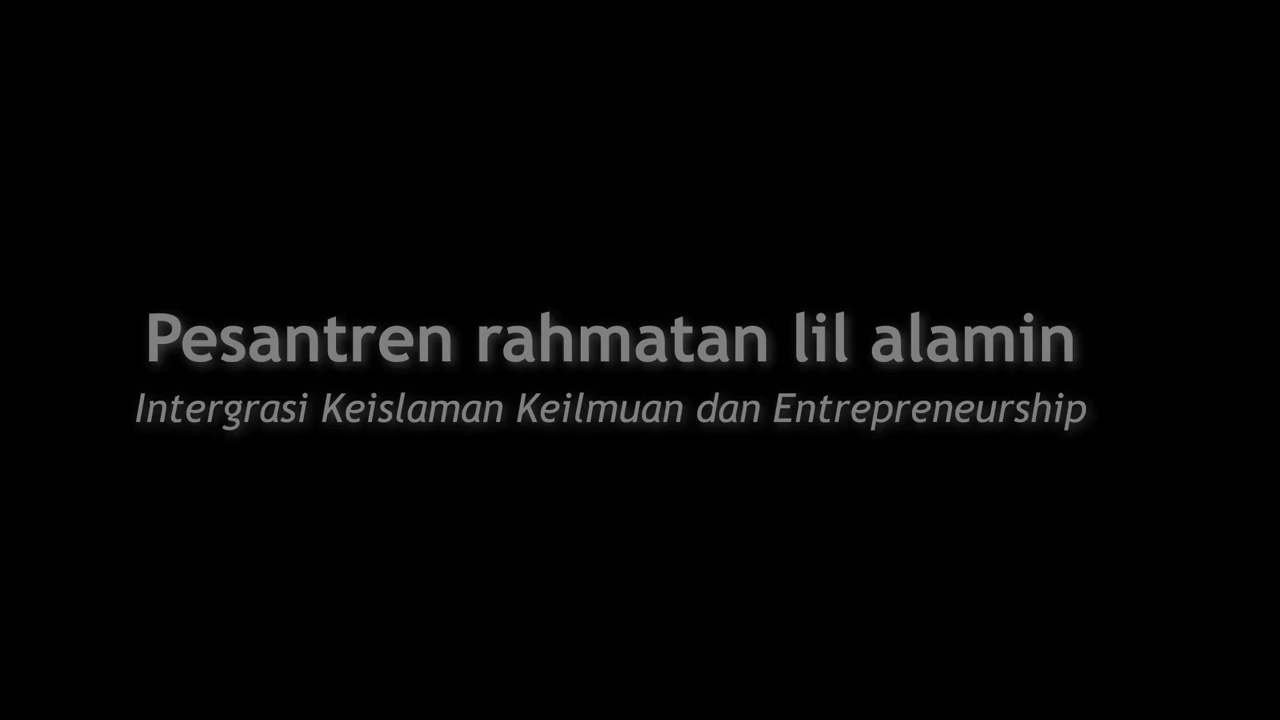 Pesantren rahmatan lil alamin
Intergrasi Keislaman Keilmuan dan Entrepreneurship